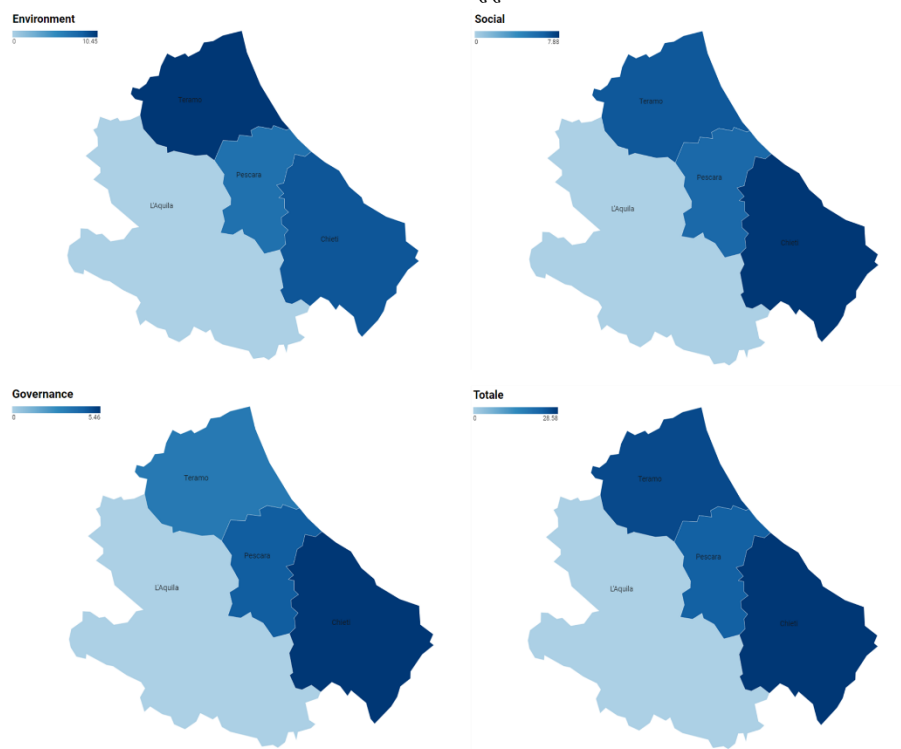 Environment
0 10.45
Teramo
Pescara
L'Aquila
Chieti
Social
0 7.88
Teramo
Pescara
L'Aquila
Chieti
Governance
0 5.46
Teramo
Pescara
L'Aquila
Chieti
Totale
0 28.58
Teramo
Pescara
L'Aquila
Chieti